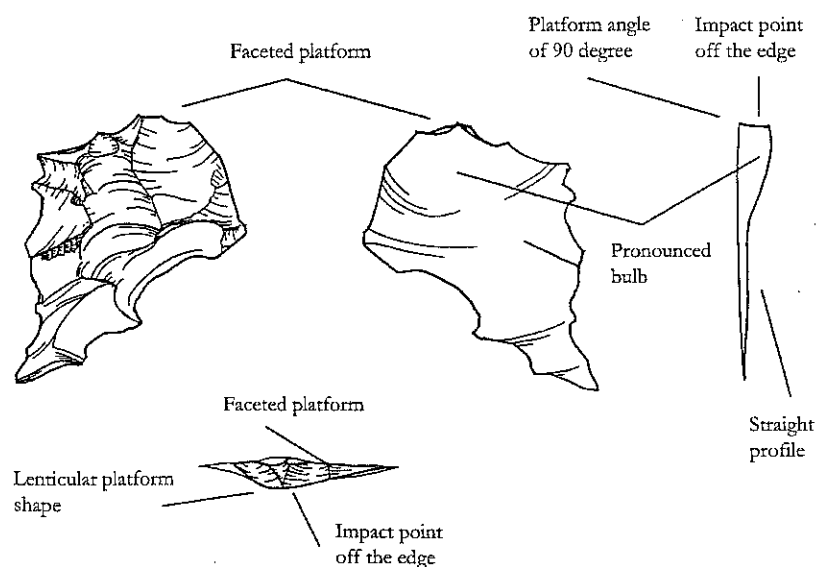 Platform angle
of 90 degree
Impact point
off the edge
Faceted platform
Pronounced
bulb
Straight
profile
Faceted platform
Lenticular platform
shape
Impact point
off the edge